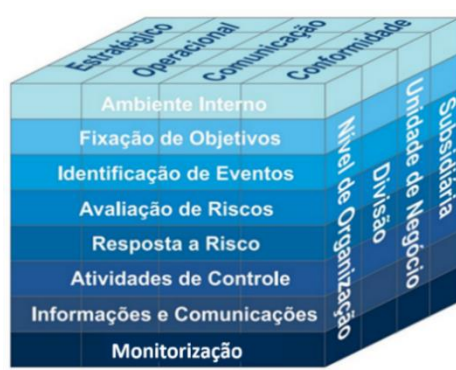 Estratégico
Operacional
Comunicação
Conformidade
Ambiente Interno
Fixação de Objetivos
Identificação de Eventos
Avaliação de Riscos
Resposta a Risco
Atividades de Controle
Informações e Comunicações
Monitorização
Nível de Organização
Divisão
Unidade de Negócio
Subsidiária